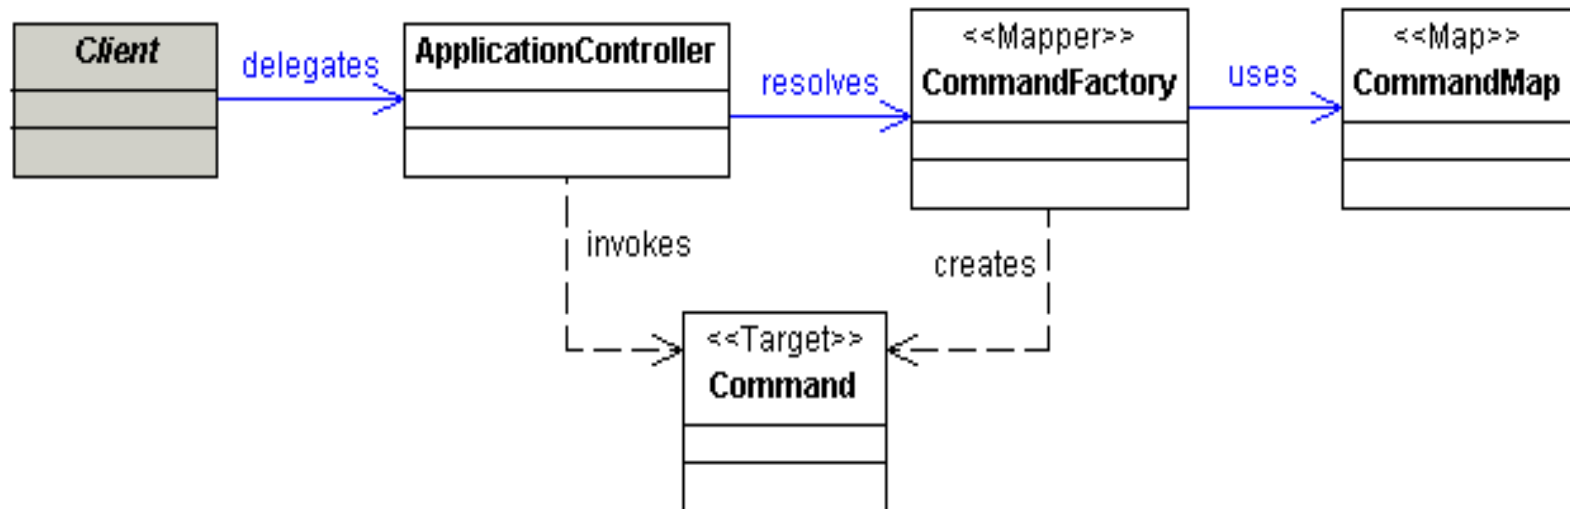 Client
delegates
ApplicationController
resolves
<<Mapper>>
CommandFactory
uses
<<Map>>
CommandMap
invokes
creates
<<Target>>
Command